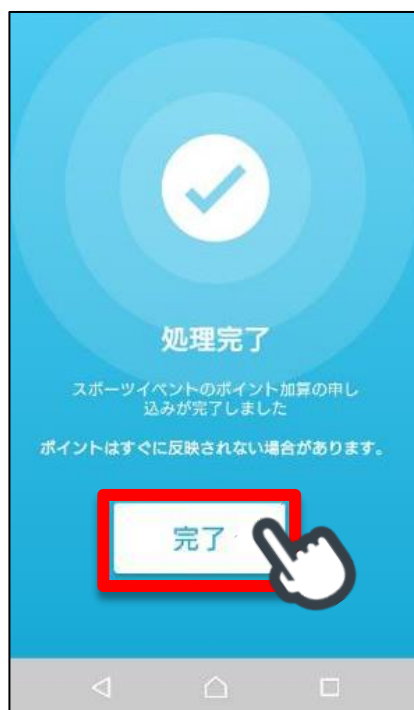 処理完了
スポーツイベントのポイント加算の申し
込みが完了しました
ポイントはすぐに反映されない場合があります。
完了